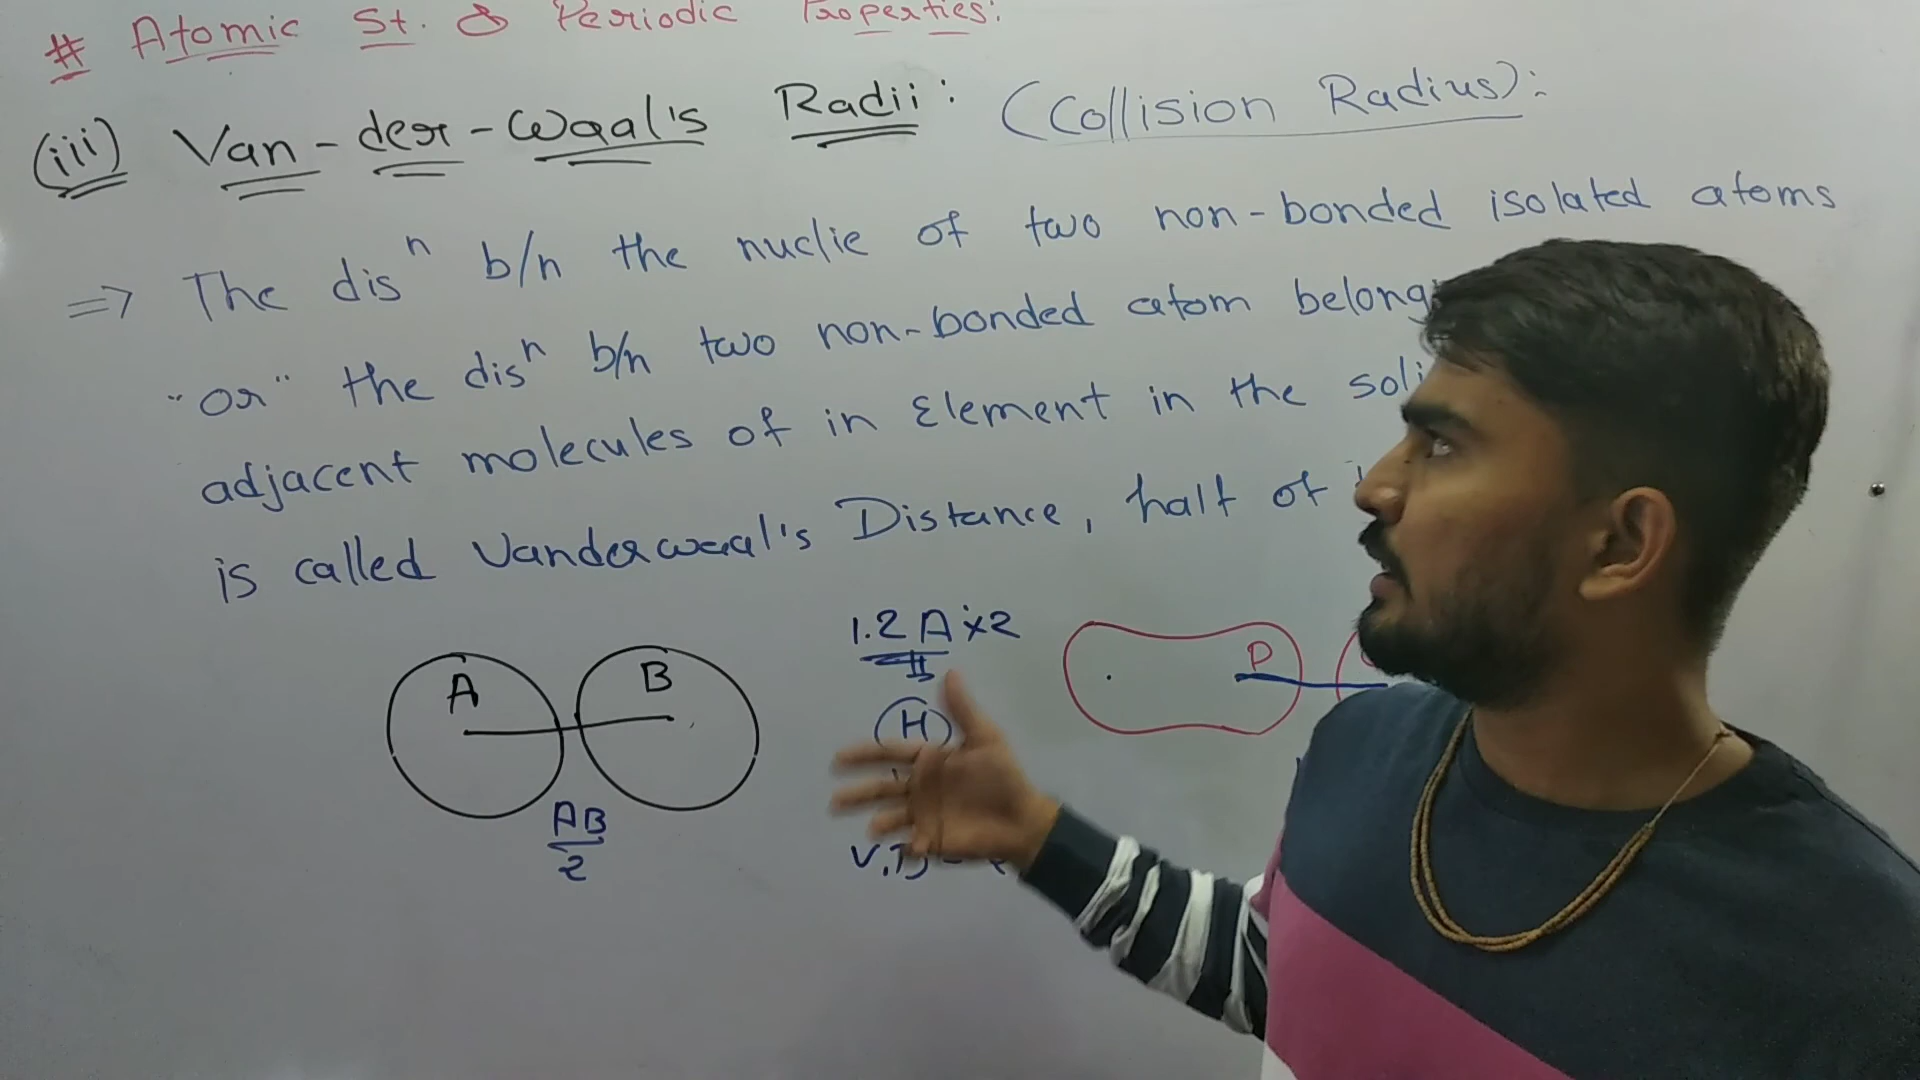 # Atomic St. & Periodic Properties:
(iii) Van-der-Waal's Radii: (Collision Radius):
⇒ The disⁿ b/n the nuclie of two non-bonded isolated atoms
"or" the disⁿ b/n two non-bonded atom belong
adjacent molecules of in Element in the soli
is called Vanderwaal's Distance, half of
A B
AB
2
1.2 A × 2
H
V.D
P